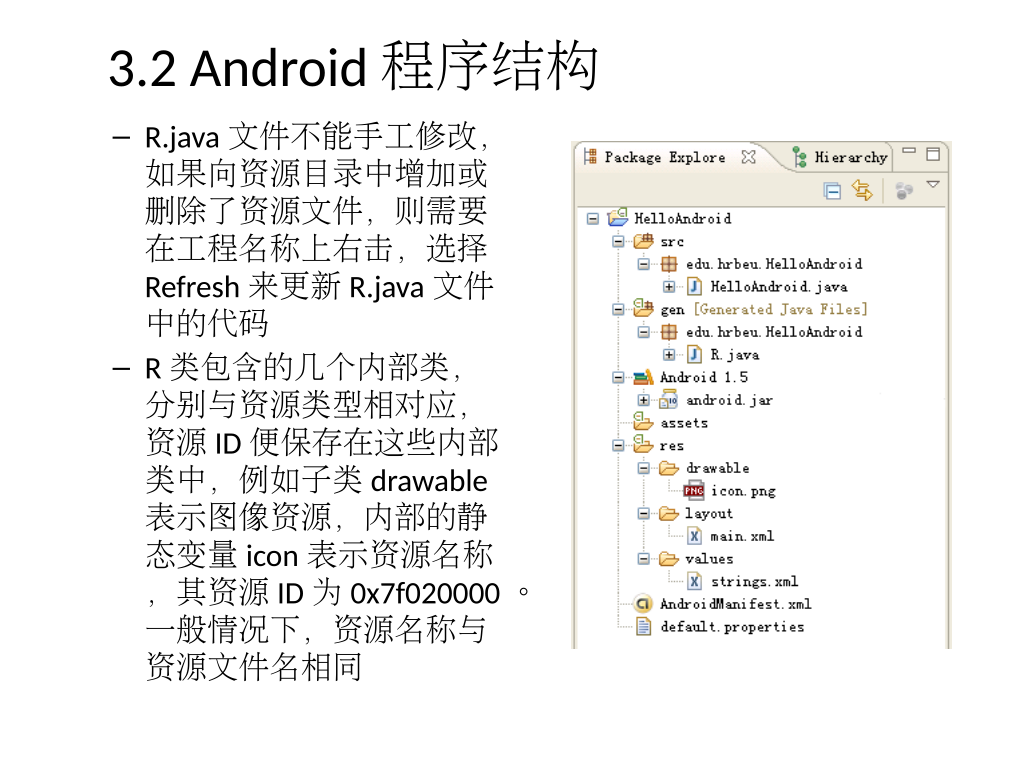 3.2 Android 程序结构
– R.java 文件不能手工修改，
如果向资源目录中增加或
删除了资源文件，则需要
在工程名称上右击，选择
Refresh 来更新 R.java 文件
中的代码
– R 类包含的几个内部类，
分别与资源类型相对应，
资源 ID 便保存在这些内部
类中，例如子类 drawable
表示图像资源，内部的静
态变量 icon 表示资源名称
，其资源 ID 为 0x7f020000 。
一般情况下，资源名称与
资源文件名相同
Package Explore Hierarchy
HelloAndroid
src
edu.hrbeu.HelloAndroid
HelloAndroid.java
gen [Generated Java Files]
edu.hrbeu.HelloAndroid
R.java
Android 1.5
android.jar
assets
res
drawable
icon.png
layout
main.xml
values
strings.xml
AndroidManifest.xml
default.properties